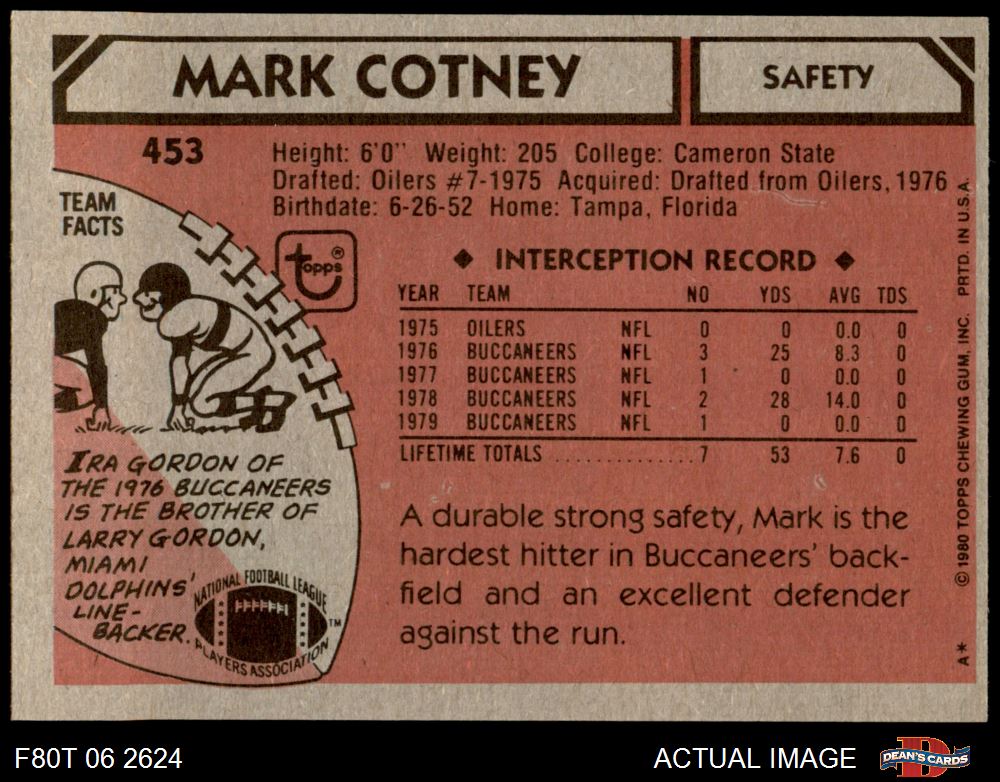 MARK COTNEY
SAFETY
453
Height: 6'0" Weight: 205 College: Cameron State
Drafted: Oilers #7-1975 Acquired: Drafted from Oilers, 1976
Birthdate: 6-26-52 Home: Tampa, Florida
TEAM
FACTS
topps®
◆ INTERCEPTION RECORD ◆
YEAR TEAM NO YDS AVG TDS
1975 OILERS NFL 0 0 0.0 0
1976 BUCCANEERS NFL 3 25 8.3 0
1977 BUCCANEERS NFL 1 0 0.0 0
1978 BUCCANEERS NFL 2 28 14.0 0
1979 BUCCANEERS NFL 1 0 0.0 0
LIFETIME TOTALS . . . . . . . . . . . . . . 7 53 7.6 0
IRA GORDON OF
THE 1976 BUCCANEERS
IS THE BROTHER OF
LARRY GORDON,
MIAMI
DOLPHINS'
LINE-
BACKER.
NATIONAL FOOTBALL LEAGUE
PLAYERS ASSOCIATION
TM
A durable strong safety, Mark is the
hardest hitter in Buccaneers' back-
field and an excellent defender
against the run.
A* © 1980 TOPPS CHEWING GUM, INC. PRTD. IN U.S.A.
F80T 06 2624
ACTUAL IMAGE
DEAN'S CARDS